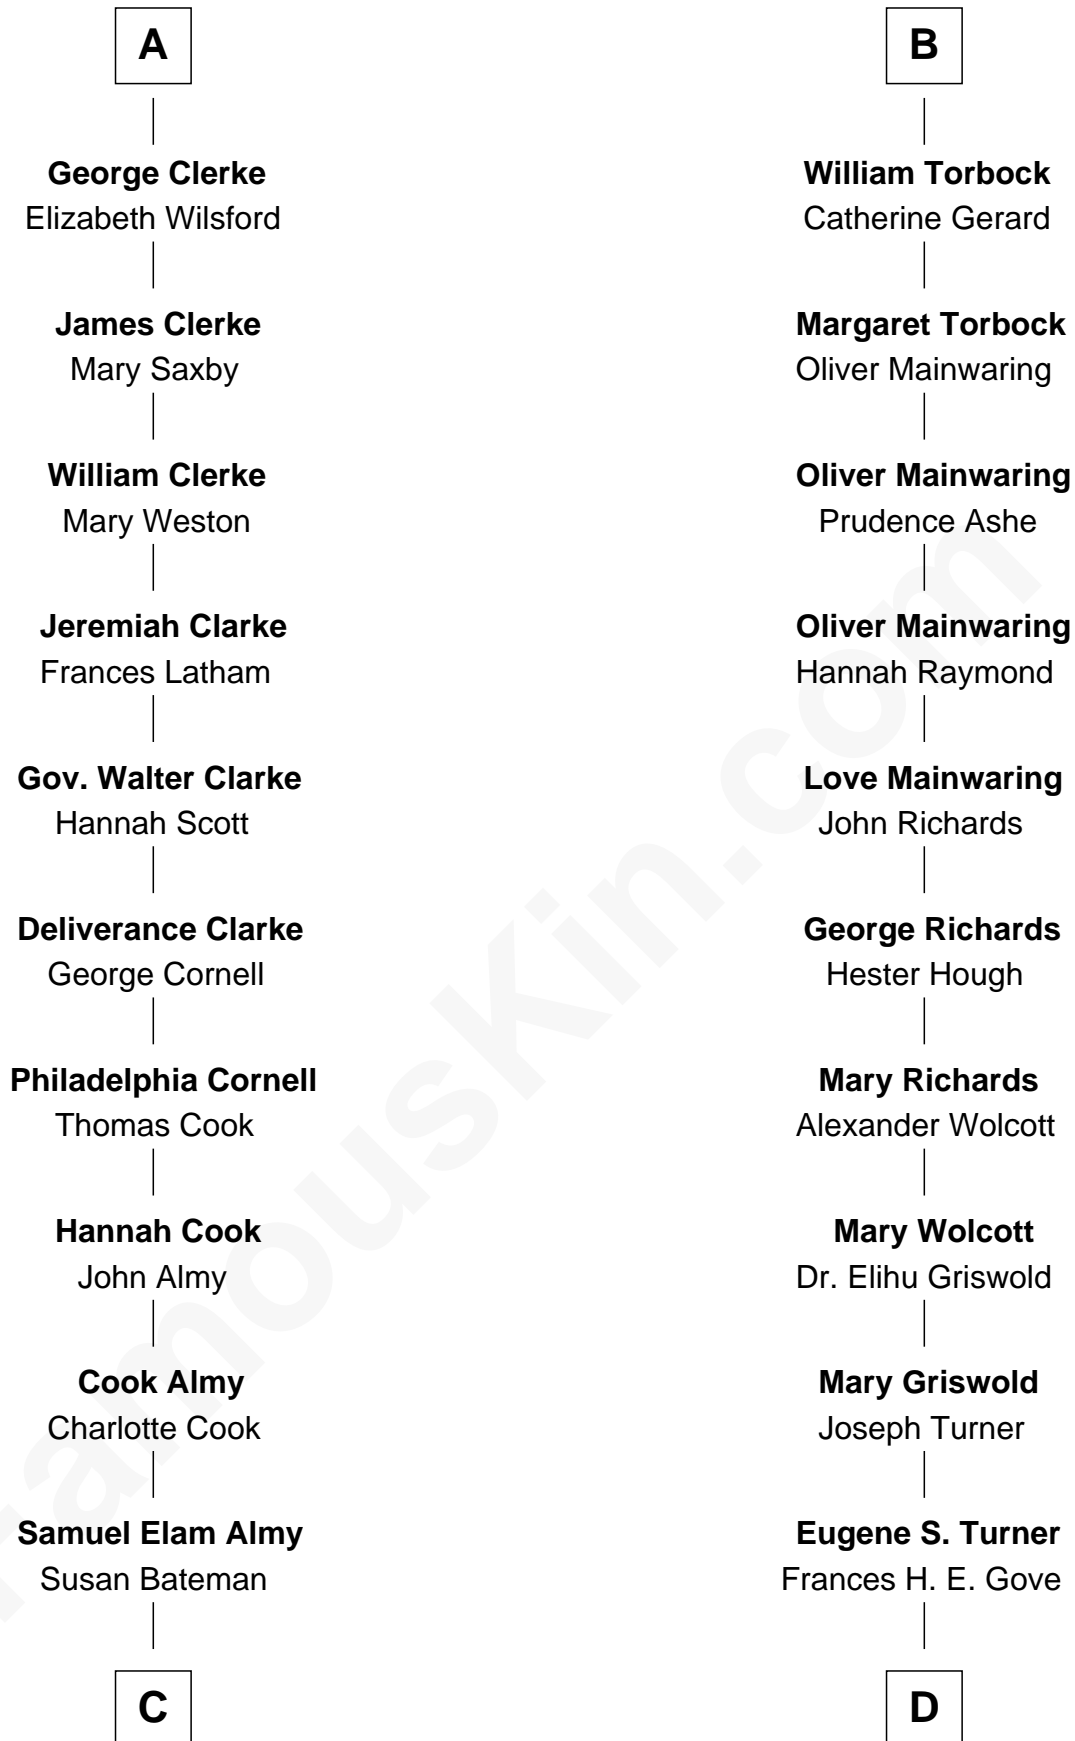 A
George Clerke
Elizabeth Wilsford
James Clerke
Mary Saxby
William Clerke
Mary Weston
Jeremiah Clarke
Frances Latham
Gov. Walter Clarke
Hannah Scott
Deliverance Clarke
George Cornell
Philadelphia Cornell
Thomas Cook
Hannah Cook
John Almy
Cook Almy
Charlotte Cook
Samuel Elam Almy
Susan Bateman
C
B
William Torbock
Catherine Gerard
Margaret Torbock
Oliver Mainwaring
Oliver Mainwaring
Prudence Ashe
Oliver Mainwaring
Hannah Raymond
Love Mainwaring
John Richards
George Richards
Hester Hough
Mary Richards
Alexander Wolcott
Mary Wolcott
Dr. Elihu Griswold
Mary Griswold
Joseph Turner
Eugene S. Turner
Frances H. E. Gove
D
FamousKin.com